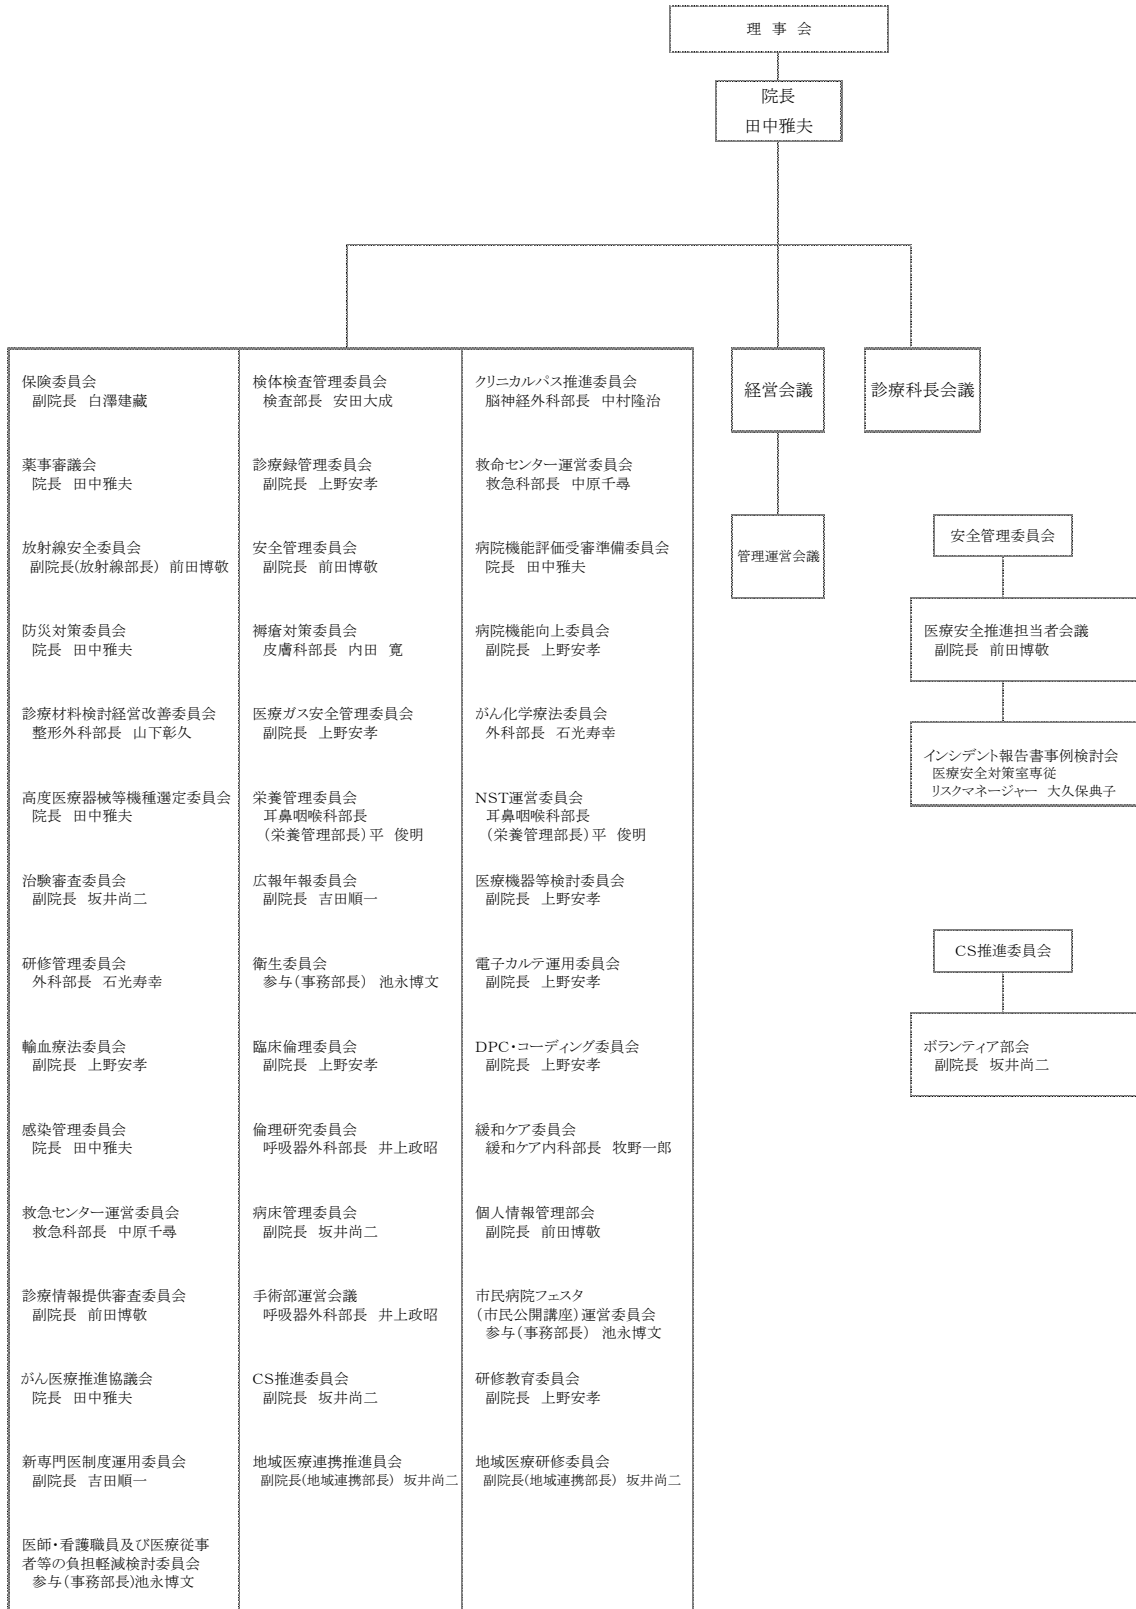 理 事 会
院長
田中雅夫
保険委員会
副院長 白澤建藏
薬事審議会
院長 田中雅夫
放射線安全委員会
副院長(放射線部長) 前田博敬
防災対策委員会
院長 田中雅夫
診療材料検討経営改善委員会
整形外科部長 山下彰久
高度医療器械等機種選定委員会
院長 田中雅夫
治験審査委員会
副院長 坂井尚二
研修管理委員会
外科部長 石光寿幸
輸血療法委員会
副院長 上野安孝
感染管理委員会
院長 田中雅夫
救急センター運営委員会
救急科部長 中原千尋
診療情報提供審査委員会
副院長 前田博敬
がん医療推進協議会
院長 田中雅夫
新専門医制度運用委員会
副院長 吉田順一
医師・看護職員及び医療従事
者等の負担軽減検討委員会
参与(事務部長)池永博文
検体検査管理委員会
検査部長 安田大成
診療録管理委員会
副院長 上野安孝
安全管理委員会
副院長 前田博敬
褥瘡対策委員会
皮膚科部長 内田 寛
医療ガス安全管理委員会
副院長 上野安孝
栄養管理委員会
耳鼻咽喉科部長
(栄養管理部長)平 俊明
広報年報委員会
副院長 吉田順一
衛生委員会
参与(事務部長) 池永博文
臨床倫理委員会
副院長 上野安孝
倫理研究委員会
呼吸器外科部長 井上政昭
病床管理委員会
副院長 坂井尚二
手術部運営会議
呼吸器外科部長 井上政昭
CS推進委員会
副院長 坂井尚二
地域医療連携推進員会
副院長(地域連携部長) 坂井尚二
クリニカルパス推進委員会
脳神経外科部長 中村隆治
救命センター運営委員会
救急科部長 中原千尋
病院機能評価受審準備委員会
院長 田中雅夫
病院機能向上委員会
副院長 上野安孝
がん化学療法委員会
外科部長 石光寿幸
NST運営委員会
耳鼻咽喉科部長
(栄養管理部長)平 俊明
医療機器等検討委員会
副院長 上野安孝
電子カルテ運用委員会
副院長 上野安孝
DPC・コーディング委員会
副院長 上野安孝
緩和ケア委員会
緩和ケア内科部長 牧野一郎
個人情報管理部会
副院長 前田博敬
市民病院フェスタ
(市民公開講座)運営委員会
参与(事務部長) 池永博文
研修教育委員会
副院長 上野安孝
地域医療研修委員会
副院長(地域連携部長) 坂井尚二
経営会議
管理運営会議
診療科長会議
安全管理委員会
医療安全推進担当者会議
副院長 前田博敬
インシデント報告書事例検討会
医療安全対策室専従
リスクマネージャー 大久保典子
CS推進委員会
ボランティア部会
副院長 坂井尚二